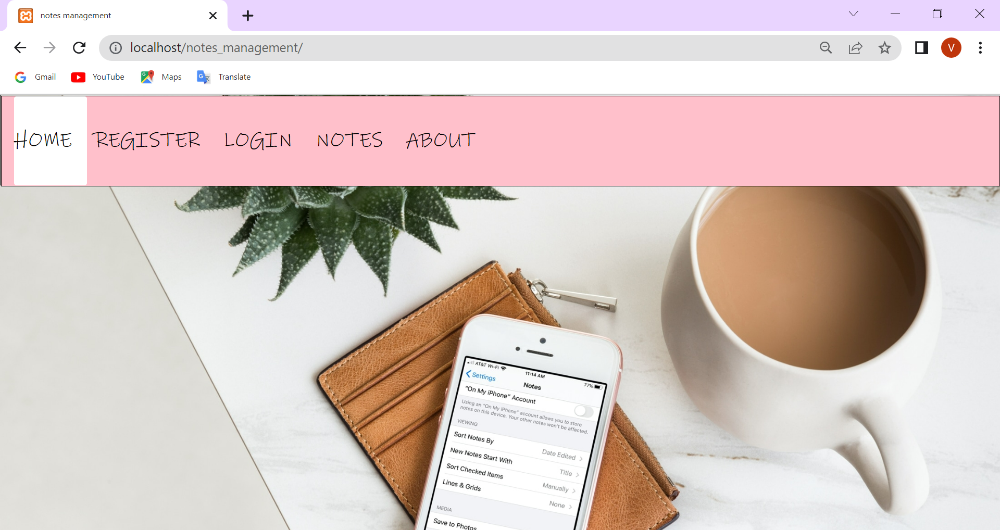 notes management
localhost/notes_management/
V
Gmail YouTube Maps Translate
HOME REGISTER LOGIN NOTES ABOUT
AT&T Wi-Fi 11:14 AM 77%
Settings Notes
"On My iPhone" Account
Using an "On My iPhone" account allows you to store
notes on this device. Your other notes won't be affected.
VIEWING
Sort Notes By Date Edited
New Notes Start With Title
Sort Checked Items Manually
Lines & Grids None
MEDIA
Save to Photos